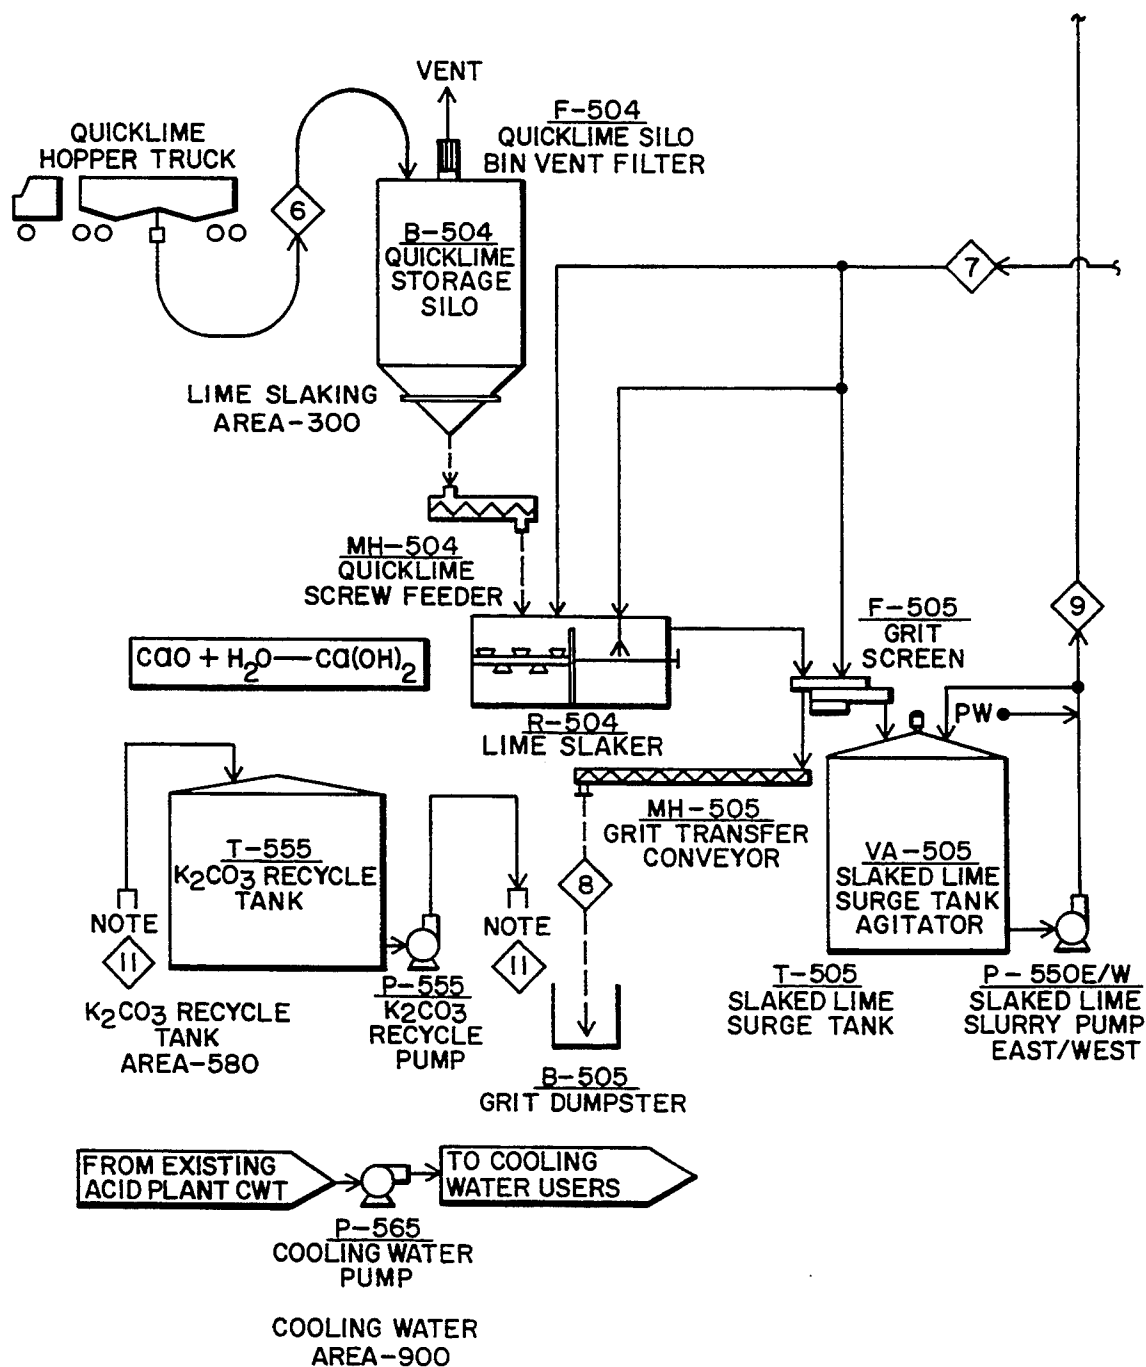 VENT
F-504
QUICKLIME SILO
BIN VENT FILTER
QUICKLIME
HOPPER TRUCK
6
B-504
QUICKLIME
STORAGE
SILO
7
LIME SLAKING
AREA-300
MH-504
QUICKLIME
SCREW FEEDER
9
F-505
GRIT
SCREEN
CaO + H2O — Ca(OH)2
R-504
LIME SLAKER
PW
MH-505
GRIT TRANSFER
CONVEYOR
T-555
K2CO3 RECYCLE
TANK
VA-505
SLAKED LIME
SURGE TANK
AGITATOR
8
NOTE
11
NOTE
11
K2CO3 RECYCLE
TANK
AREA-580
P-555
K2CO3
RECYCLE
PUMP
T-505
SLAKED LIME
SURGE TANK
P-550E/W
SLAKED LIME
SLURRY PUMP
EAST/WEST
B-505
GRIT DUMPSTER
FROM EXISTING
ACID PLANT CWT
TO COOLING
WATER USERS
P-565
COOLING WATER
PUMP
COOLING WATER
AREA-900